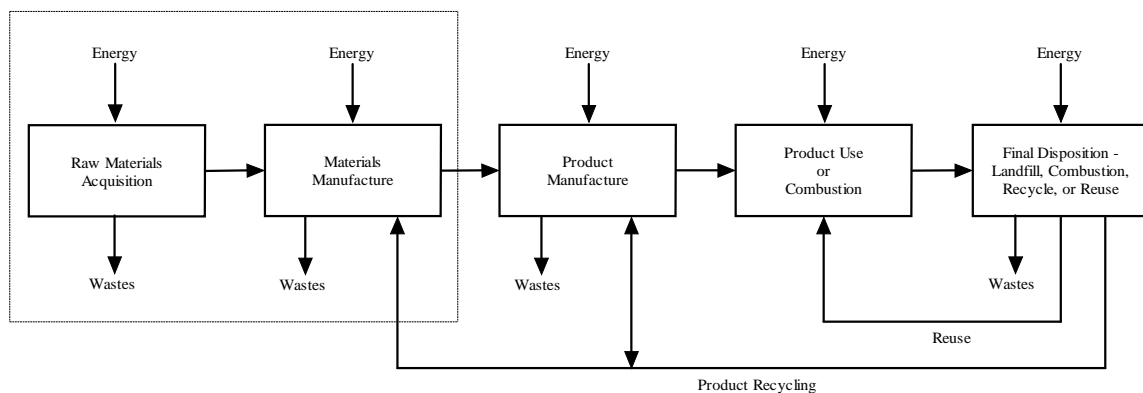 Energy
Energy
Energy
Energy
Energy
Raw Materials
Acquisition
Materials
Manufacture
Product
Manufacture
Product Use
or
Combustion
Final Disposition -
Landfill, Combustion,
Recycle, or Reuse
Wastes
Wastes
Wastes
Wastes
Reuse
Product Recycling